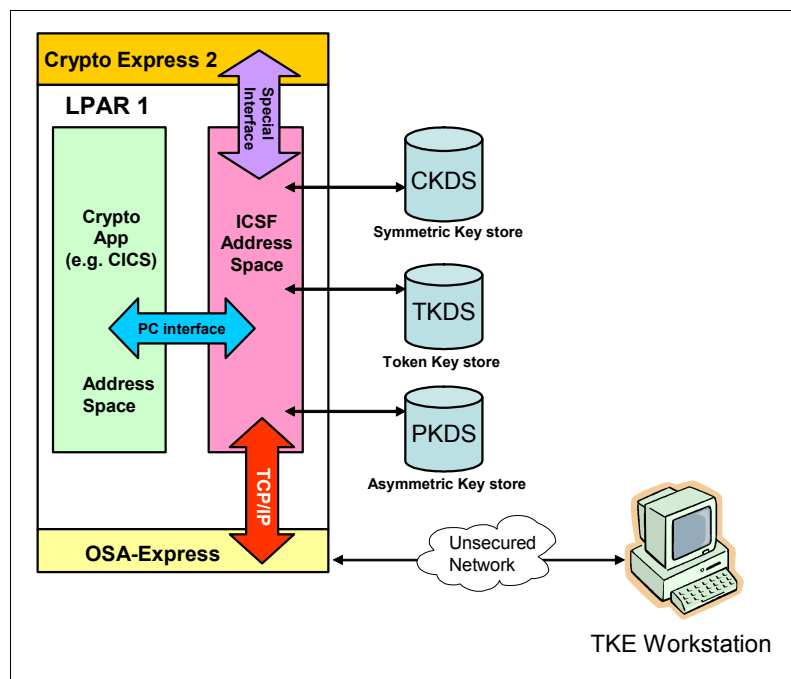 Crypto Express 2
LPAR 1
Special
Interface
Crypto
App
(e.g. CICS)
Address
Space
ICSF
Address
Space
PC interface
TCP/IP
OSA-Express
CKDS
Symmetric Key store
TKDS
Token Key store
PKDS
Asymmetric Key store
Unsecured
Network
TKE Workstation